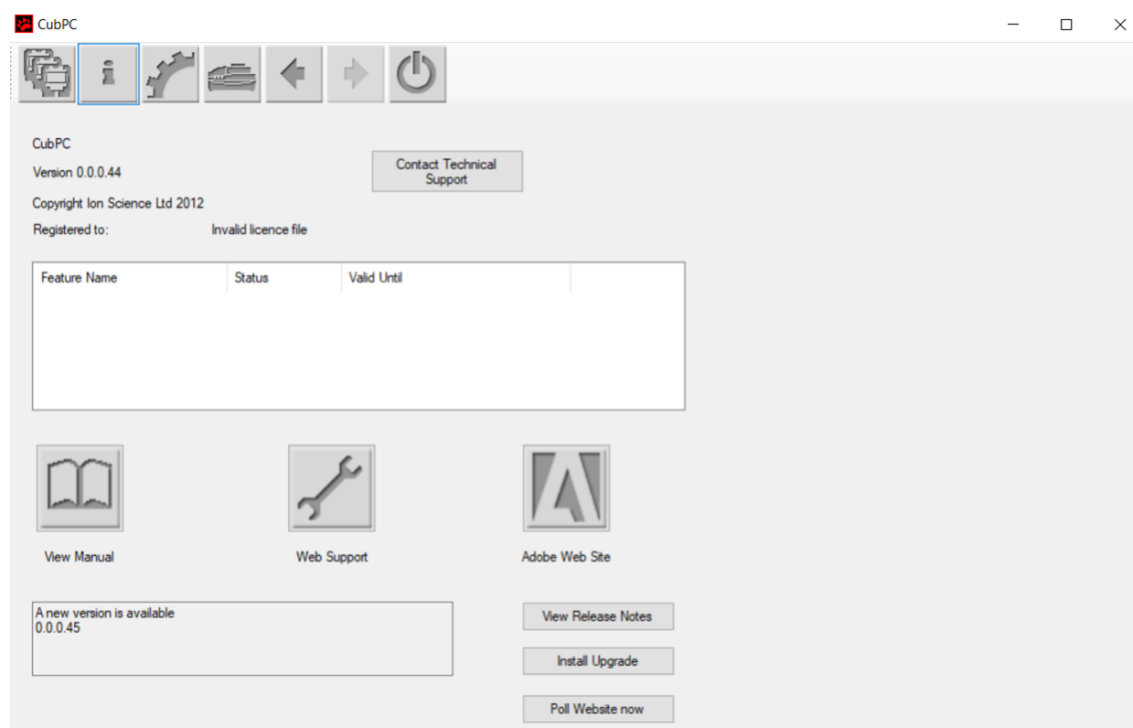 CubPC
CubPC
Version 0.0.0.44
Contact Technical
Support
Copyright Ion Science Ltd 2012
Registered to: Invalid licence file
Feature Name Status Valid Until
View Manual Web Support Adobe Web Site
A new version is available
0.0.0.45
View Release Notes
Install Upgrade
Poll Website now